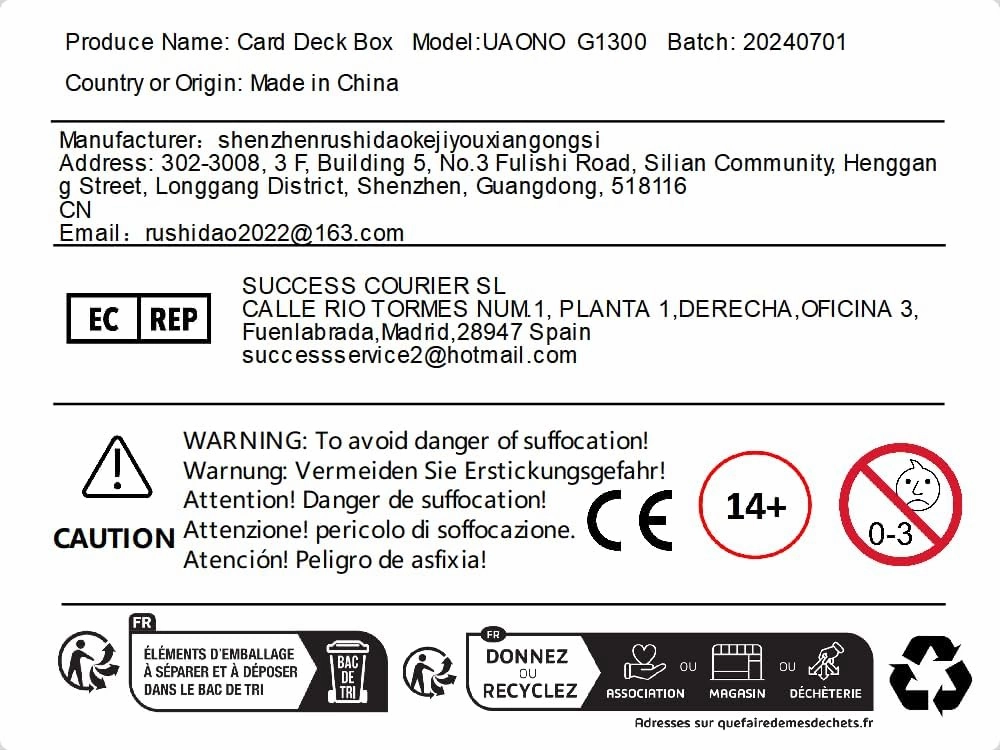 Produce Name: Card Deck Box Model:UAONO G1300 Batch: 20240701
Country or Origin: Made in China
Manufacturer: shenzhenrushidaokejiyouxiangongsi
Address: 302-3008, 3 F, Building 5, No.3 Fulishi Road, Silian Community, Henggan
g Street, Longgang District, Shenzhen, Guangdong, 518116
CN
Email: rushidao2022@163.com
EC REP
SUCCESS COURIER SL
CALLE RIO TORMES NUM.1, PLANTA 1,DERECHA,OFICINA 3,
Fuenlabrada,Madrid,28947 Spain
successservice2@hotmail.com
CAUTION
WARNING: To avoid danger of suffocation!
Warnung: Vermeiden Sie Erstickungsgefahr!
Attention! Danger de suffocation!
Attenzione! pericolo di soffocazione.
Atención! Peligro de asfixia!
CE
14+
0-3
FR
ÉLÉMENTS D'EMBALLAGE
À SÉPARER ET À DÉPOSER
DANS LE BAC DE TRI
BAC
DE
TRI
FR
DONNEZ
OU
RECYCLEZ
ASSOCIATION
OU
MAGASIN
OU
DÉCHÈTERIE
Adresses sur quefairedemesdechets.fr